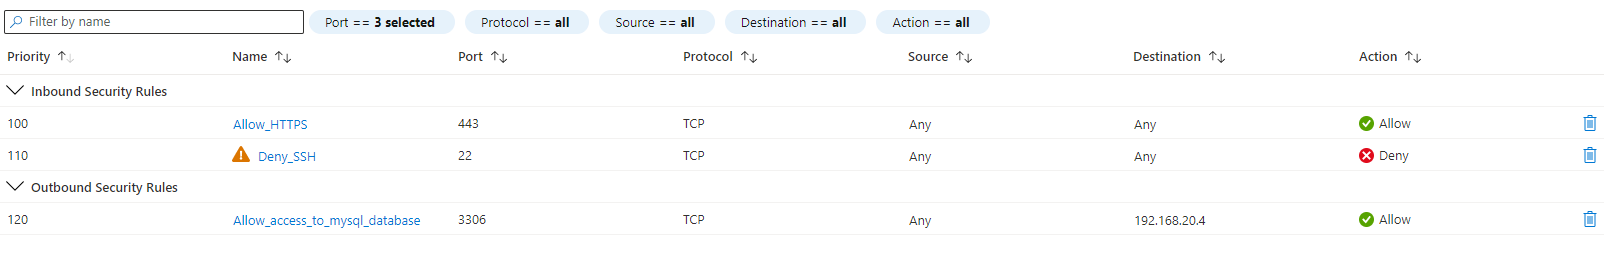 Filter by name Port == 3 selected Protocol == all Source == all Destination == all Action == all
Priority Name Port Protocol Source Destination Action
Inbound Security Rules
100 Allow_HTTPS 443 TCP Any Any Allow
110 Deny_SSH 22 TCP Any Any Deny
Outbound Security Rules
120 Allow_access_to_mysql_database 3306 TCP Any 192.168.20.4 Allow